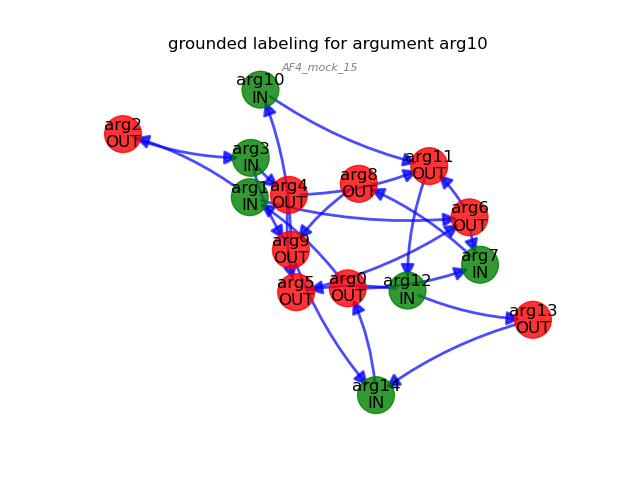 grounded labeling for argument arg10
AF4_mock_15
arg10
IN
arg2
OUT
arg3
IN
arg11
OUT
arg8
OUT
arg4
OUT
arg1
IN
arg6
OUT
arg9
OUT
arg7
IN
arg5
OUT
arg0
OUT
arg12
IN
arg13
OUT
arg14
IN